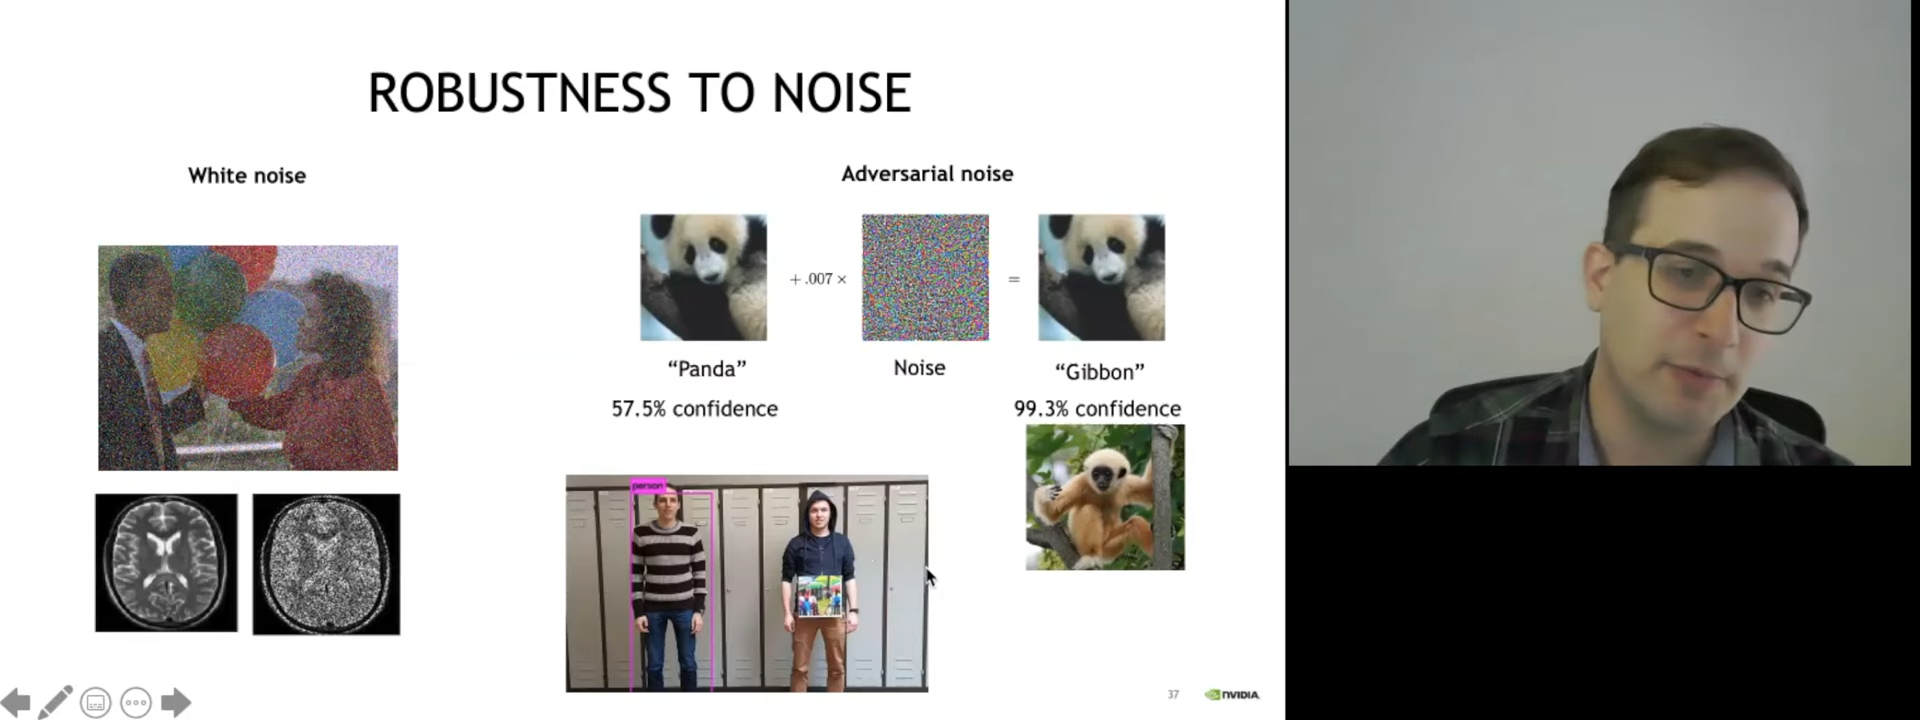 ROBUSTNESS TO NOISE
White noise
Adversarial noise
+ .007 ×
=
“Panda”
Noise
“Gibbon”
57.5% confidence
99.3% confidence
person
37
NVIDIA